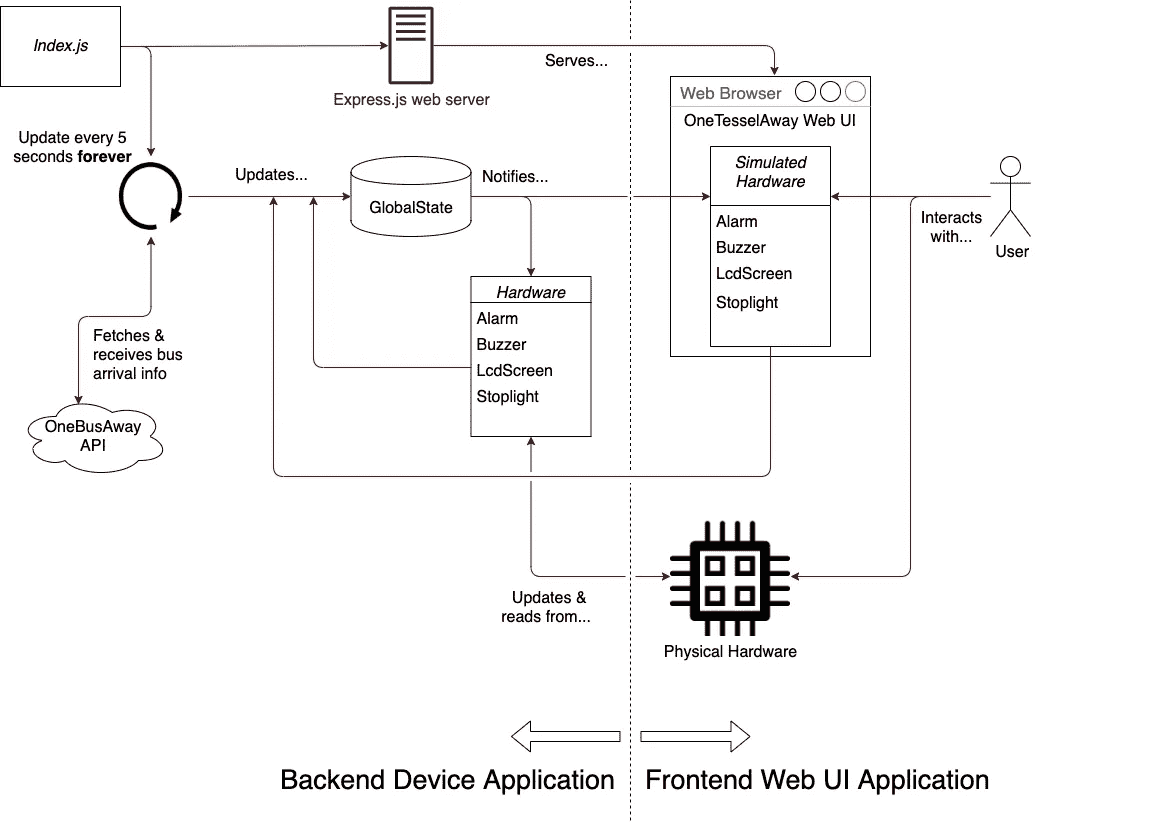 Index.js
Express.js web server
Serves...
Web Browser
OneTesselAway Web UI
Update every 5
seconds forever
Updates...
GlobalState
Notifies...
Simulated
Hardware
Alarm
Buzzer
LcdScreen
Stoplight
Interacts
with...
User
Hardware
Alarm
Buzzer
LcdScreen
Stoplight
Fetches &
receives bus
arrival info
OneBusAway
API
Updates &
reads from...
Physical Hardware
Backend Device Application
Frontend Web UI Application